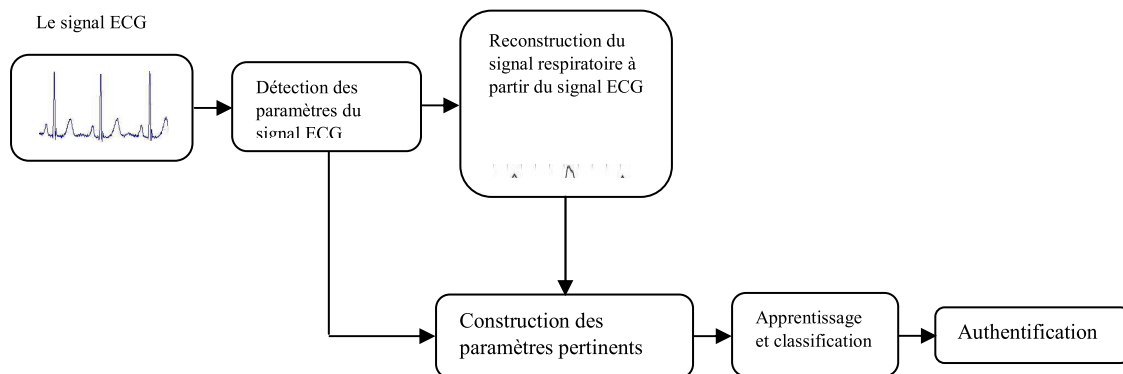 Le signal ECG
Détection des
paramètres du
signal ECG
Reconstruction du
signal respiratoire à
partir du signal ECG
Construction des
paramètres pertinents
Apprentissage
et classification
Authentification